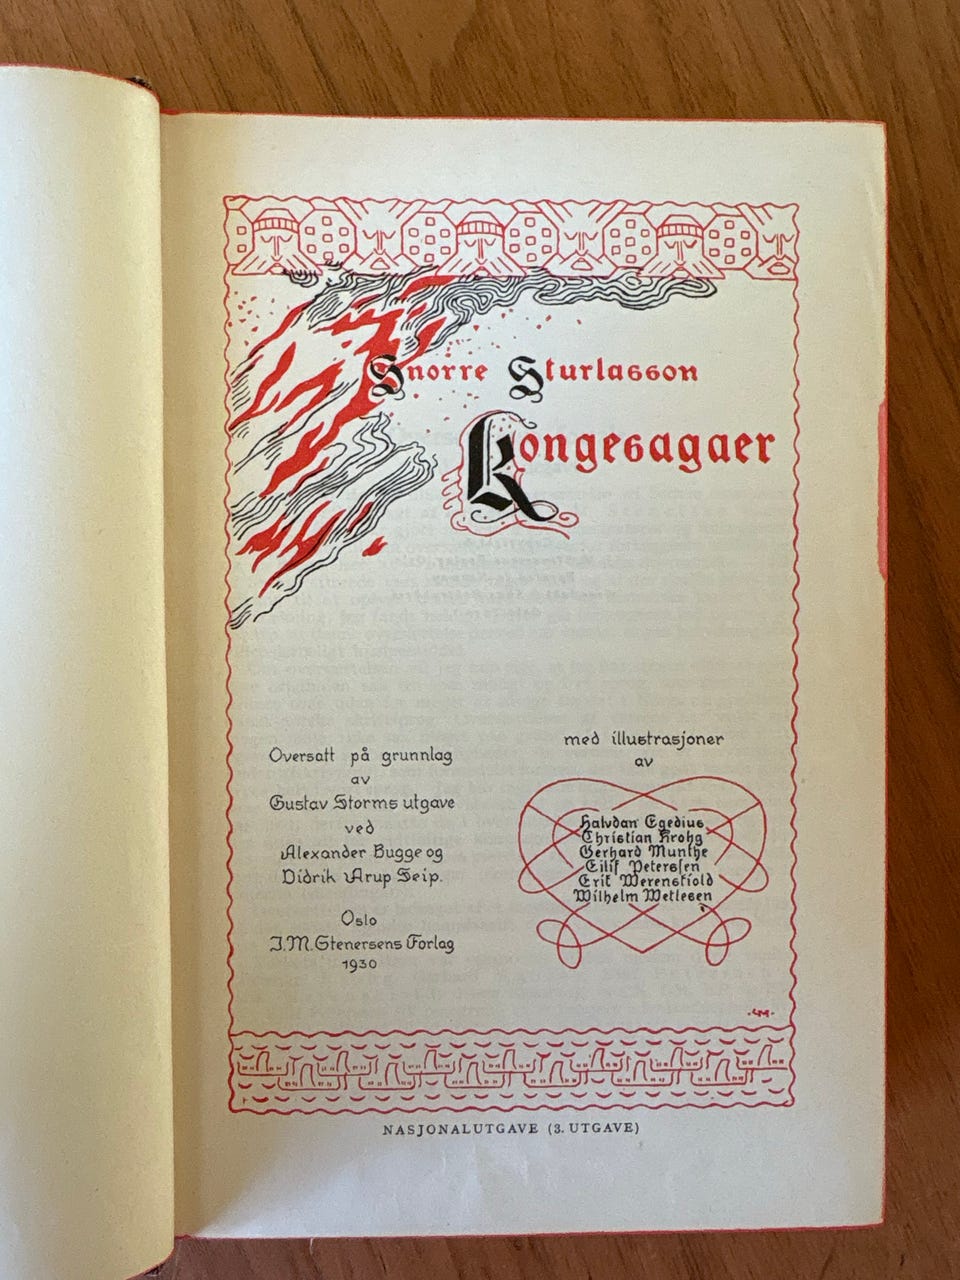 Snorre Sturlasson
Kongesagaer
Oversatt på grunnlag
av
Gustav Storms utgave
ved
Alexander Bugge og
Didrik Arup Seip.
Oslo
J.M. Stenersens Forlag
1930
med illustrasjoner
av
Halvdan Egedius
Christian Krohg
Gerhard Munthe
Eilif Peterssen
Erik Werenskiold
Wilhelm Wetlesen
GM
NASJONALUTGAVE (3. UTGAVE)